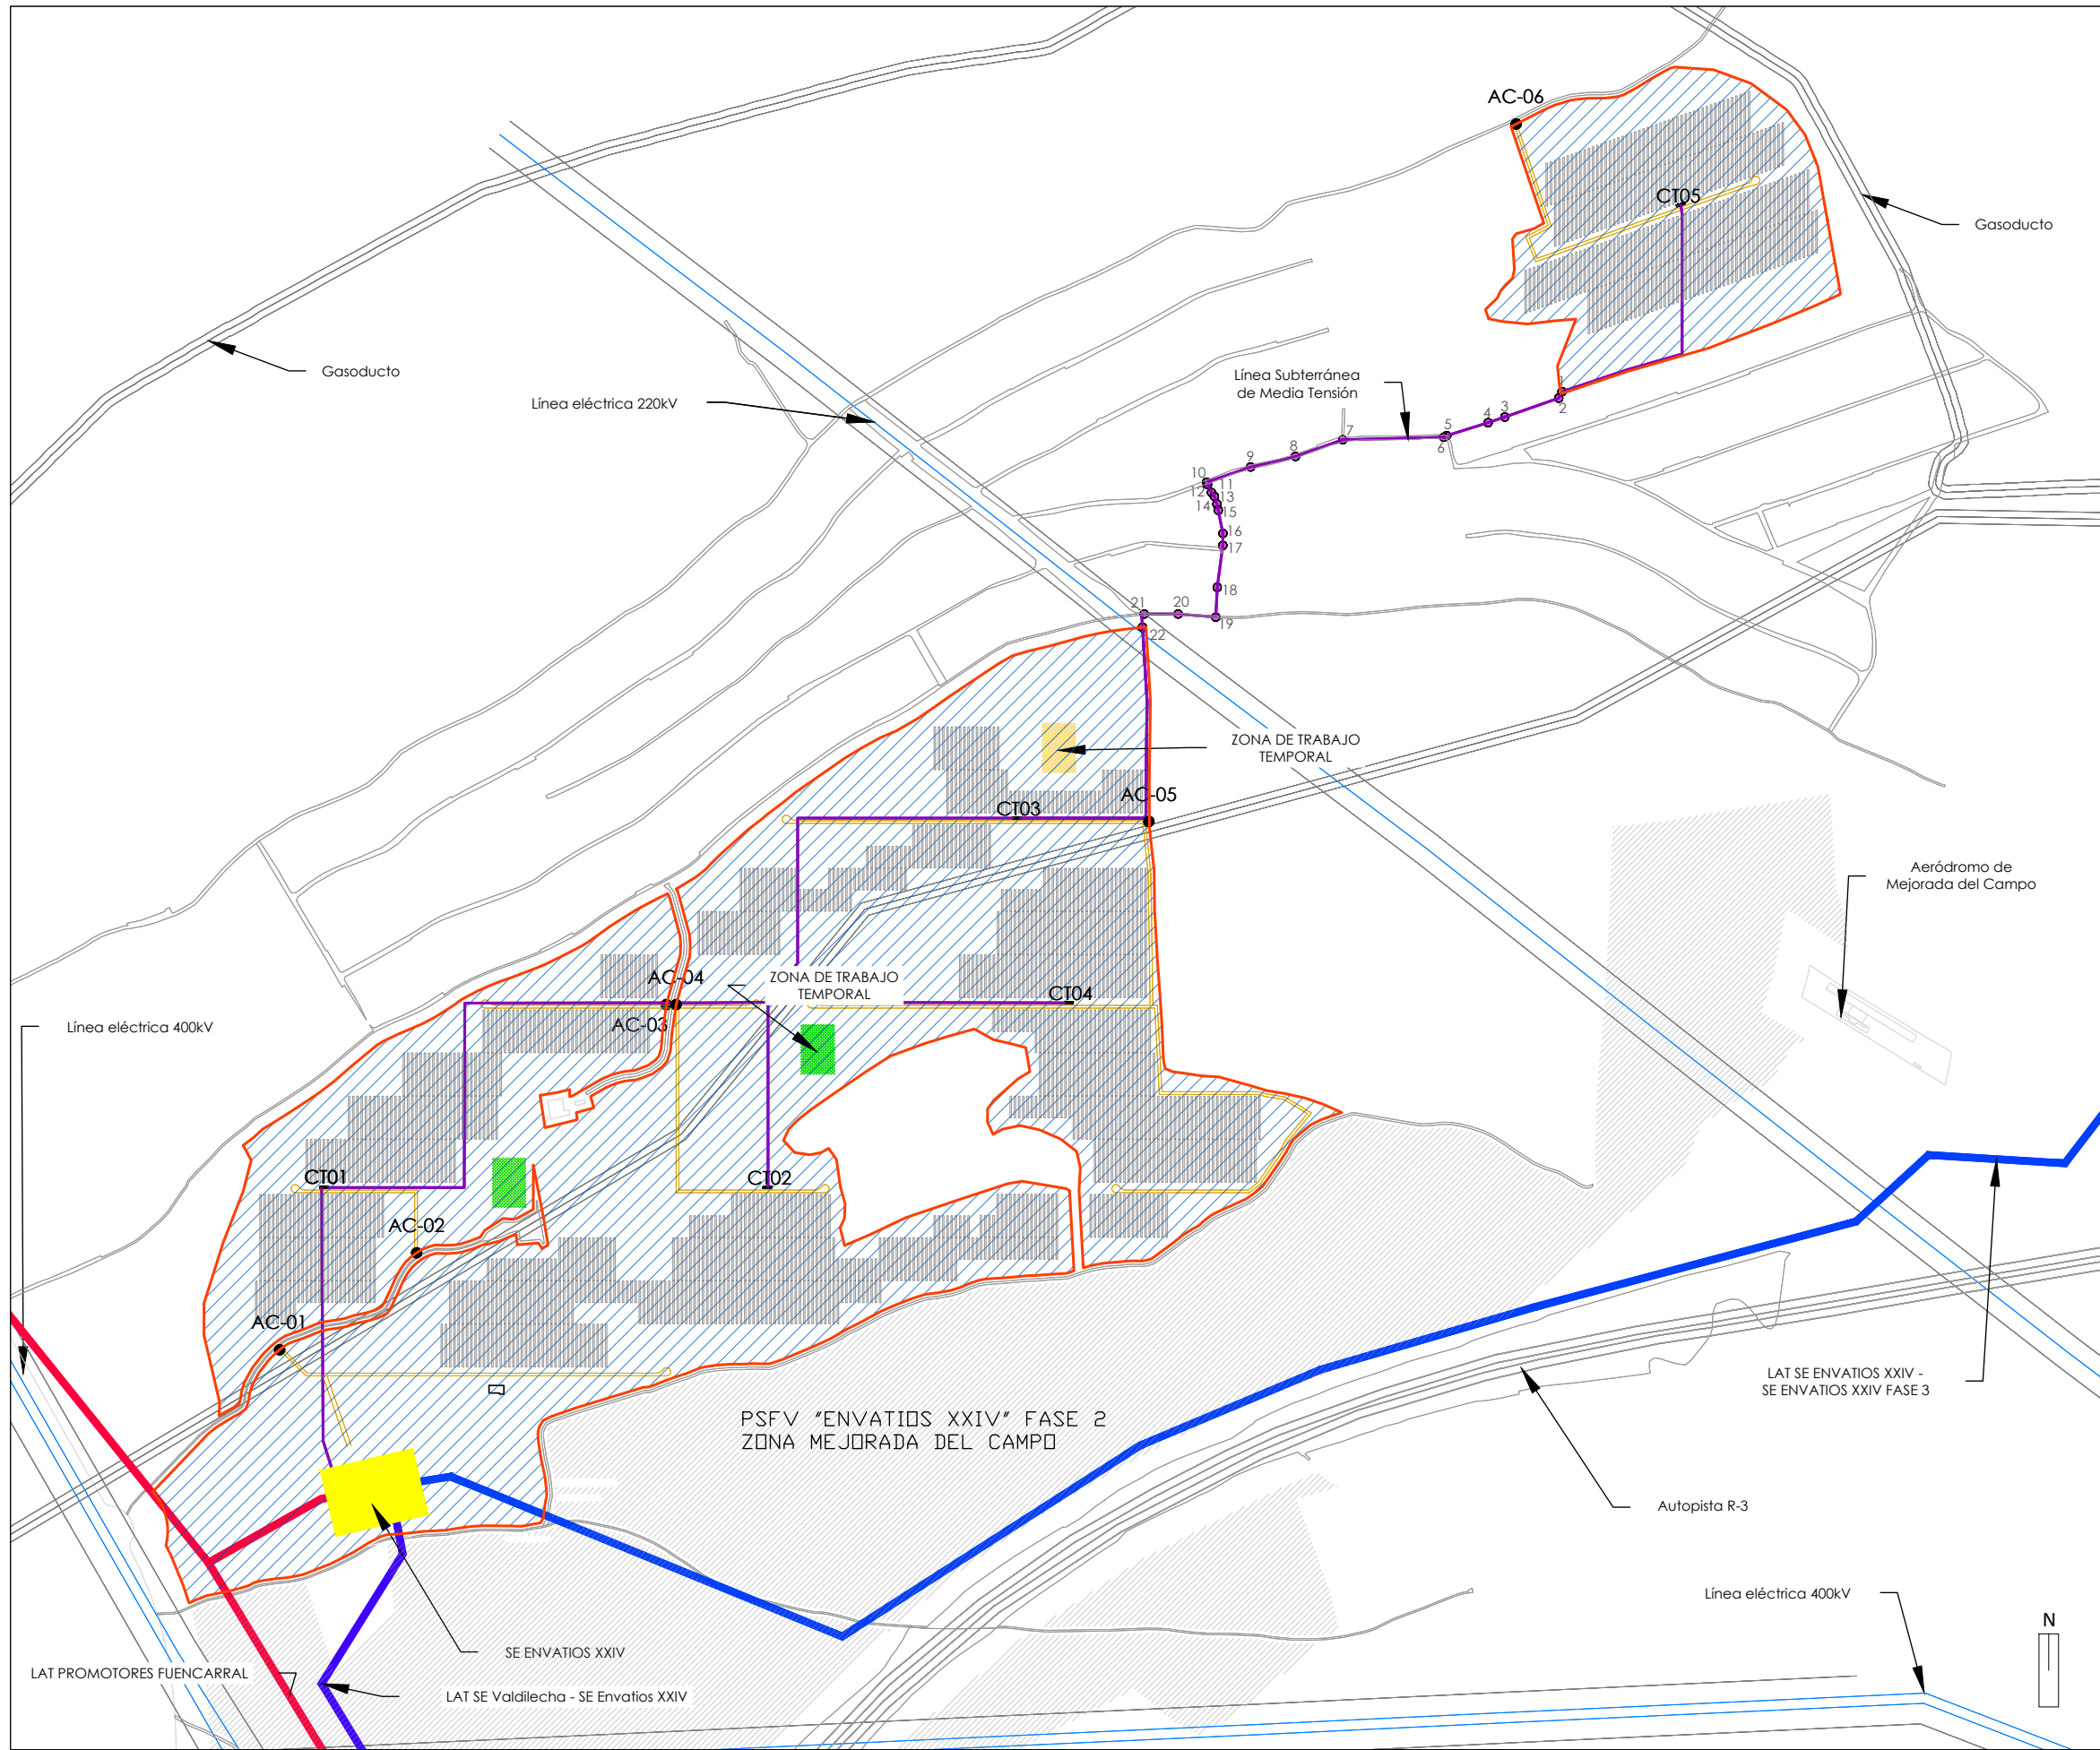 AC-06
CT05
Gasoducto
Gasoducto
Línea eléctrica 220kV
Línea Subterránea
de Media Tensión
1
2
3
4
5
6
7
8
9
10
11
12
13
14
15
16
17
18
19
20
21
22
ZONA DE TRABAJO
TEMPORAL
AC-05
CT03
Aeródromo de
Mejorada del Campo
AC-04
ZONA DE TRABAJO
TEMPORAL
CT04
AC-03
Línea eléctrica 400kV
CT01
CT02
AC-02
AC-01
LAT SE ENVATIOS XXIV -
SE ENVATIOS XXIV FASE 3
PSFV "ENVATIOS XXIV" FASE 2
ZONA MEJORADA DEL CAMPO
Autopista R-3
Línea eléctrica 400kV
N
SE ENVATIOS XXIV
LAT PROMOTORES FUENCARRAL
LAT SE Valdilecha - SE Envatios XXIV